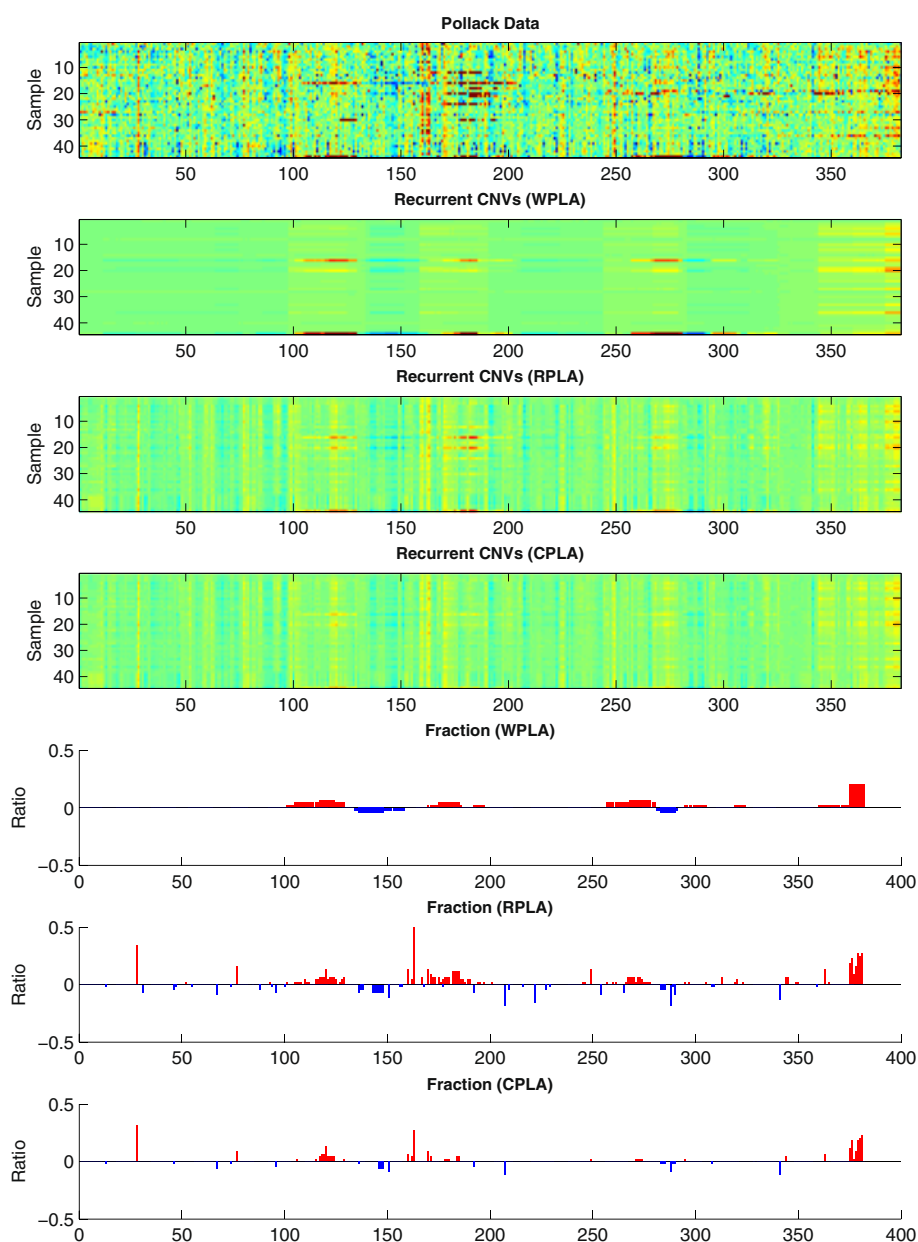 Pollack Data
Sample
10
20
30
40
50 100 150 200 250 300 350
Recurrent CNVs (WPLA)
Sample
10
20
30
40
50 100 150 200 250 300 350
Recurrent CNVs (RPLA)
Sample
10
20
30
40
50 100 150 200 250 300 350
Recurrent CNVs (CPLA)
Sample
10
20
30
40
50 100 150 200 250 300 350
Fraction (WPLA)
Ratio
0.5
0
−0.5
0 50 100 150 200 250 300 350 400
Fraction (RPLA)
Ratio
0.5
0
−0.5
0 50 100 150 200 250 300 350 400
Fraction (CPLA)
Ratio
0.5
0
−0.5
0 50 100 150 200 250 300 350 400